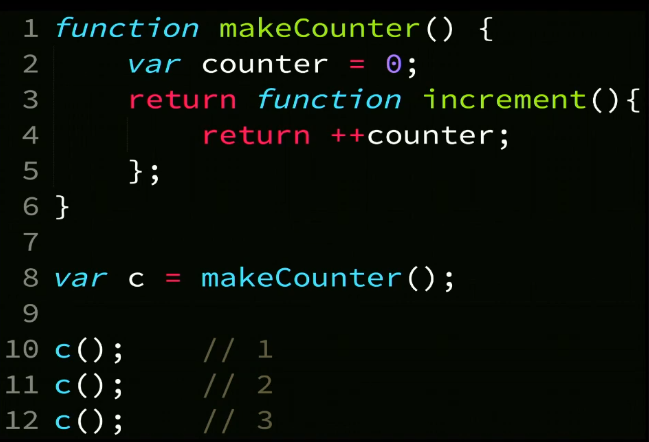 1 function makeCounter() {
2     var counter = 0;
3     return function increment(){
4         return ++counter;
5     };
6 }
7
8 var c = makeCounter();
9
10 c();    // 1
11 c();    // 2
12 c();    // 3